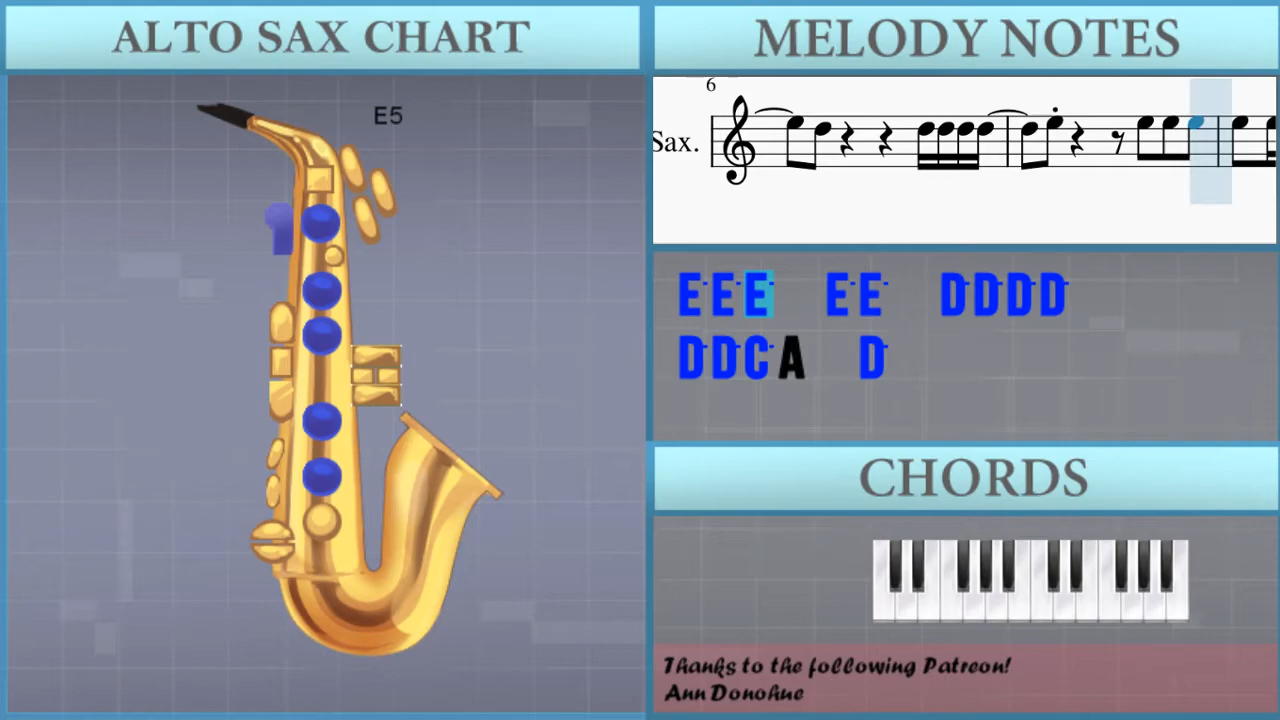 ALTO SAX CHART
E5
MELODY NOTES
6
Sax.
E E E E E D D D D
D D C A D
CHORDS
Thanks to the following Patreon!
Ann Donohue